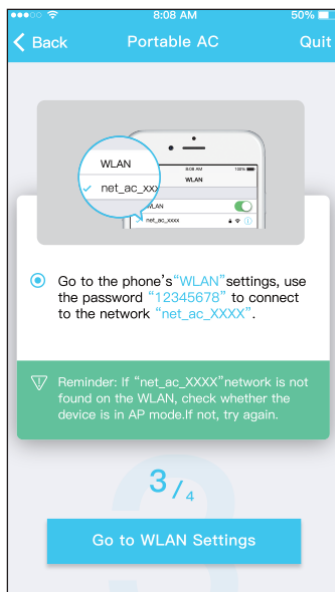 8:08 AM 50%
Back Portable AC Quit
WLAN
net_ac_xxx
8:08 AM 100%
WLAN
WLAN
net_ac_xxxx
Go to the phone's“WLAN”settings, use
the password “12345678” to connect
to the network “net_ac_XXXX”.
Reminder: If “net_ac_XXXX”network is not
found on the WLAN, check whether the
device is in AP mode.If not, try again.
3/4
Go to WLAN Settings